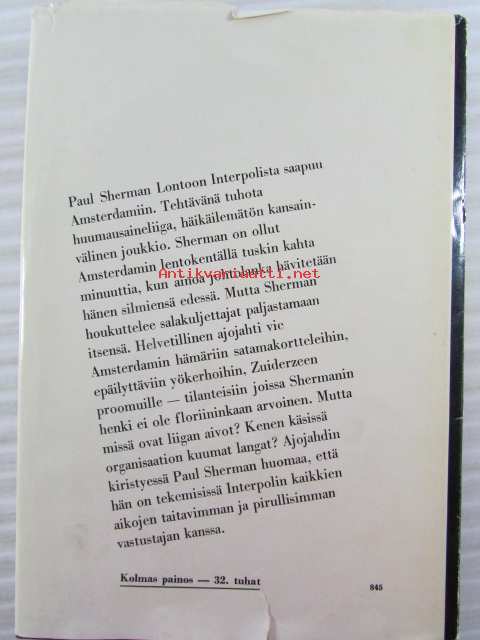 Paul Sherman Lontoon Interpolista saapuu
Amsterdamiin. Tehtävänä tuhota
huumausaineliiga, häikäilemätön kansain-
välinen joukkio. Sherman on ollut
Amsterdamin lentokentällä tuskin kahta
minuuttia, kun ainoa johtolanka hävitetään
hänen silmiensä edessä. Mutta Sherman
houkuttelee salakuljettajat paljastamaan
itsensä. Helvetillinen ajojahti vie
Amsterdamin hämäriin satamakortteleihin,
epäilyttäviin yökerhoihin, Zuiderzeen
proomuille — tilanteisiin joissa Shermanin
henki ei ole floriininkaan arvoinen. Mutta
missä ovat liigan aivot? Kenen käsissä
organisaation kuumat langat? Ajojahdin
kiristyessä Paul Sherman huomaa, että
hän on tekemisissä Interpolin kaikkien
aikojen taitavimman ja pirullisimman
vastustajan kanssa.
Antikvariaatti.net
Kolmas painos — 32. tuhat
845